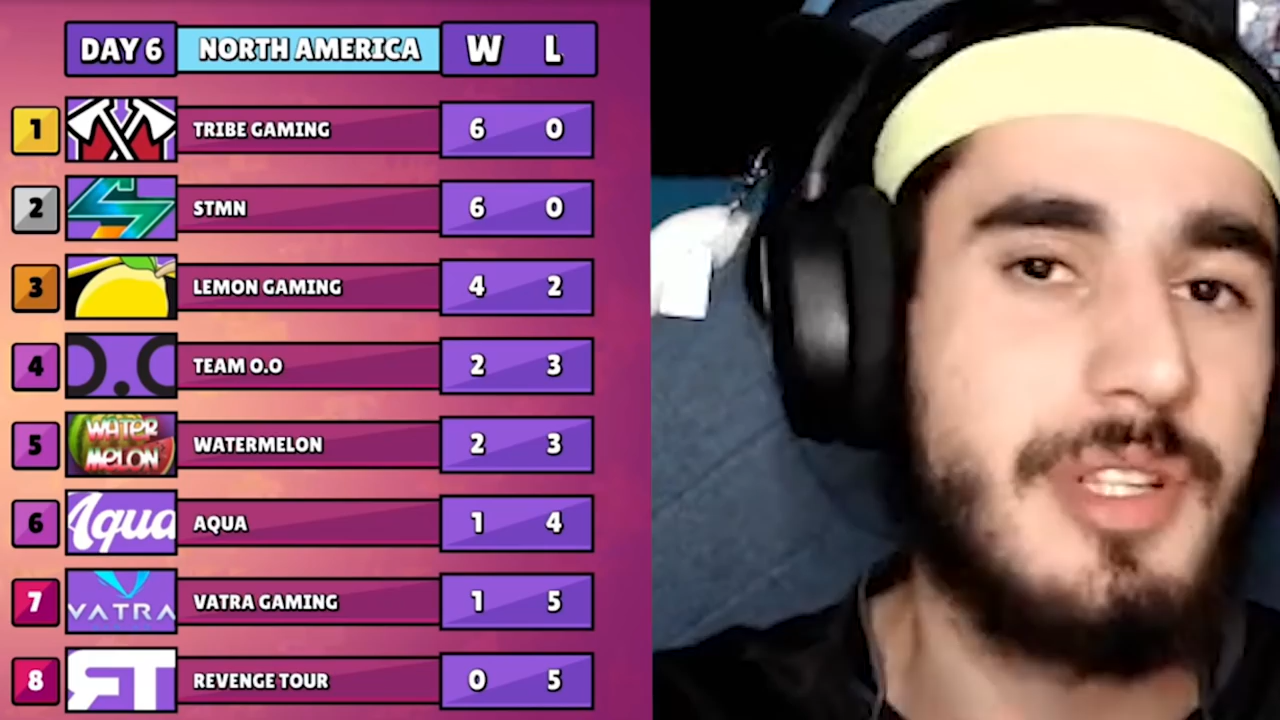 DAY 6 NORTH AMERICA W L
1 TRIBE GAMING 6 0
2 STMN 6 0
3 LEMON GAMING 4 2
4 O.O TEAM O.O 2 3
5 WATER MELON WATERMELON 2 3
6 Aqua AQUA 1 4
7 VATRA VATRA GAMING 1 5
8 RT REVENGE TOUR 0 5